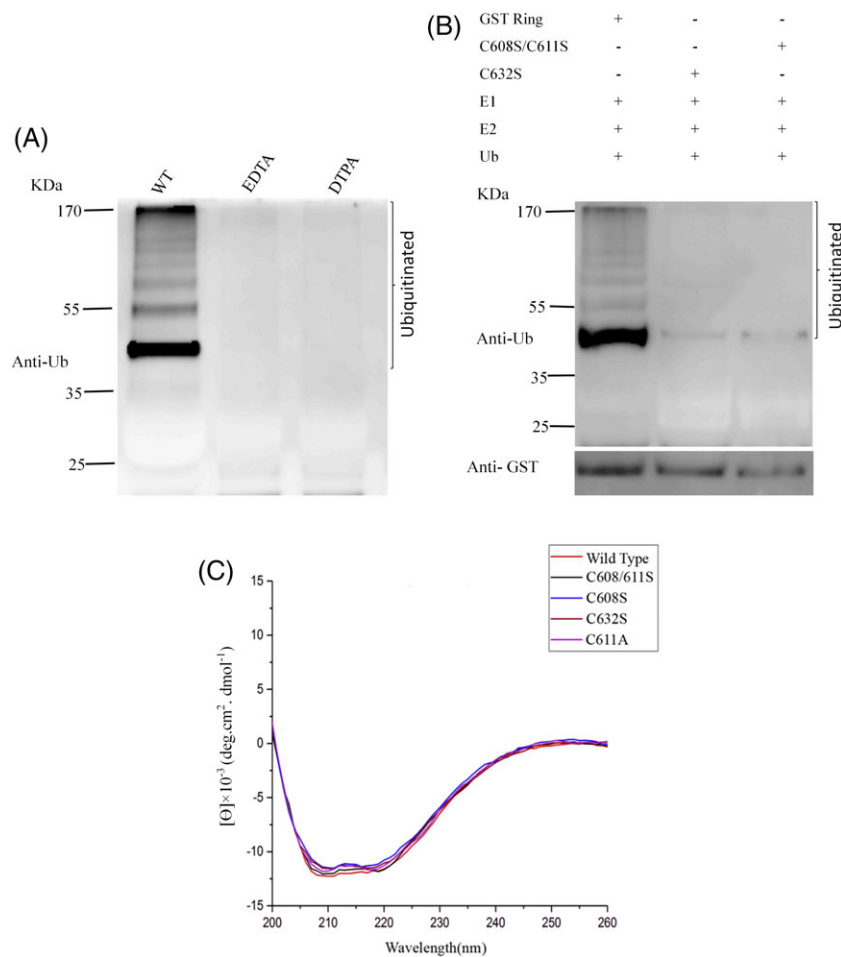 (A)
KDa
WT
EDTA
DTPA
170
55
Anti-Ub
35
25
Ubiquitinated
(B)
GST Ring + - -
C608S/C611S - - +
C632S - + -
E1 + + +
E2 + + +
Ub + + +
KDa
170
55
Anti-Ub
35
25
Anti- GST
Ubiquitinated
(C)
Wild Type
C608/611S
C608S
C632S
C611A
[Θ]×10⁻³ (deg.cm². dmol⁻¹)
15
10
5
0
-5
-10
-15
200 210 220 230 240 250 260
Wavelength(nm)